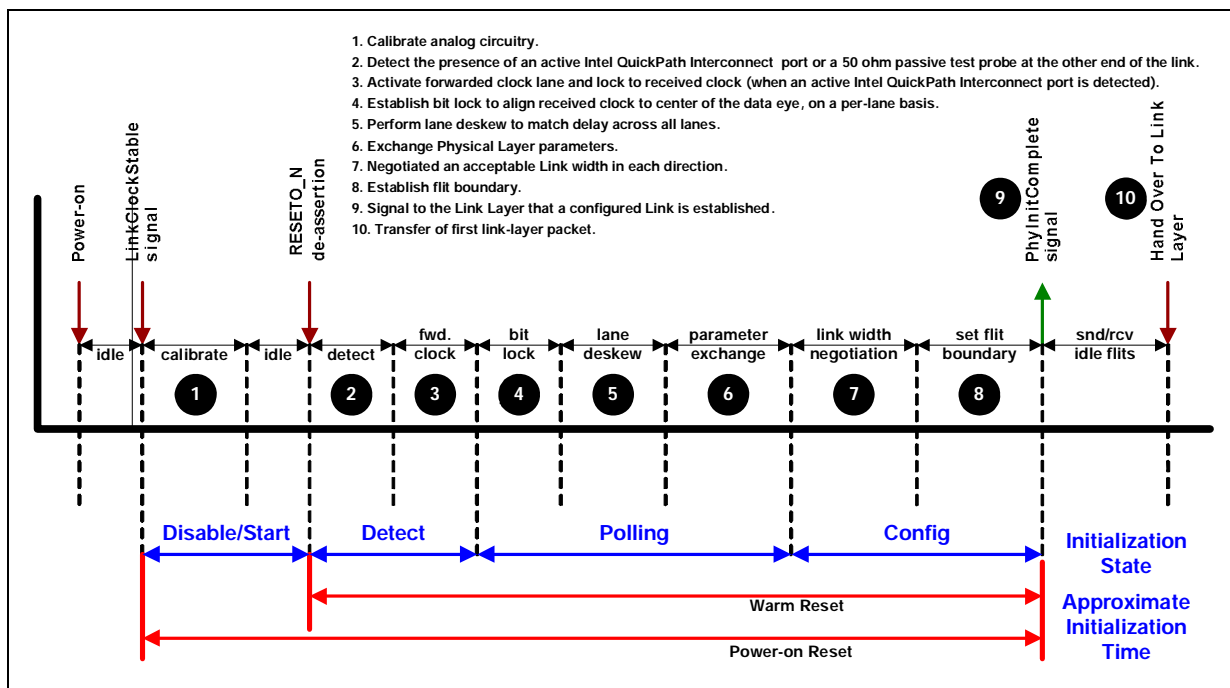 1. Calibrate analog circuitry.
2. Detect the presence of an active Intel QuickPath Interconnect port or a 50 ohm passive test probe at the other end of the link.
3. Activate forwarded clock lane and lock to received clock (when an active Intel QuickPath Interconnect port is detected).
4. Establish bit lock to align received clock to center of the data eye, on a per-lane basis.
5. Perform lane deskew to match delay across all lanes.
6. Exchange Physical Layer parameters.
7. Negotiated an acceptable Link width in each direction.
8. Establish flit boundary.
9. Signal to the Link Layer that a configured Link is established.
10. Transfer of first link-layer packet.
Power-on
LinkClockStable
signal
RESETO_N
de-assertion
9
PhyInitComplete
signal
10
Hand Over To Link
Layer
idle
calibrate
idle
detect
fwd.
clock
bit
lock
lane
deskew
parameter
exchange
link width
negotiation
set flit
boundary
snd/rcv
idle flits
1
2
3
4
5
6
7
8
Disable/Start
Detect
Polling
Config
Initialization
State
Warm Reset
Power-on Reset
Approximate
Initialization
Time